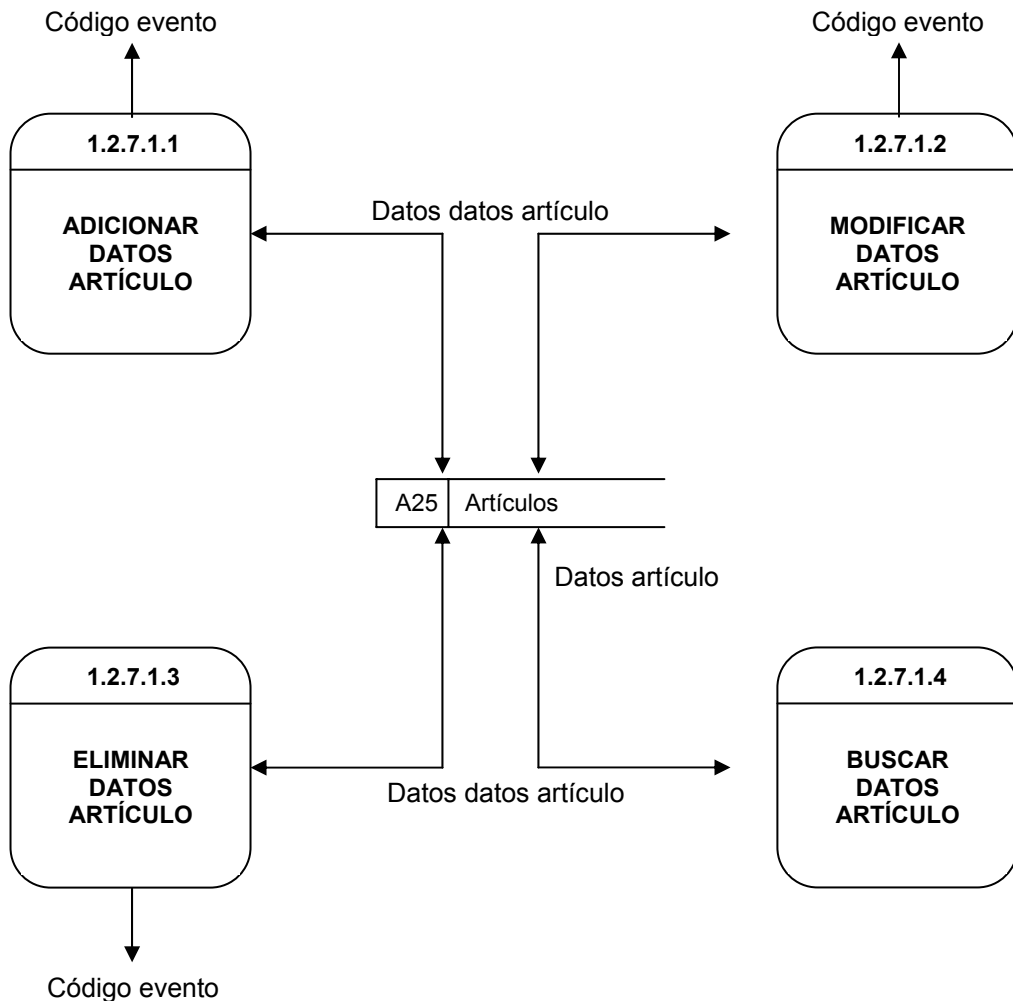 Código evento
Código evento
1.2.7.1.1
ADICIONAR
DATOS
ARTÍCULO
1.2.7.1.2
MODIFICAR
DATOS
ARTÍCULO
Datos datos artículo
A25 Artículos
Datos artículo
1.2.7.1.3
ELIMINAR
DATOS
ARTÍCULO
1.2.7.1.4
BUSCAR
DATOS
ARTÍCULO
Datos datos artículo
Código evento